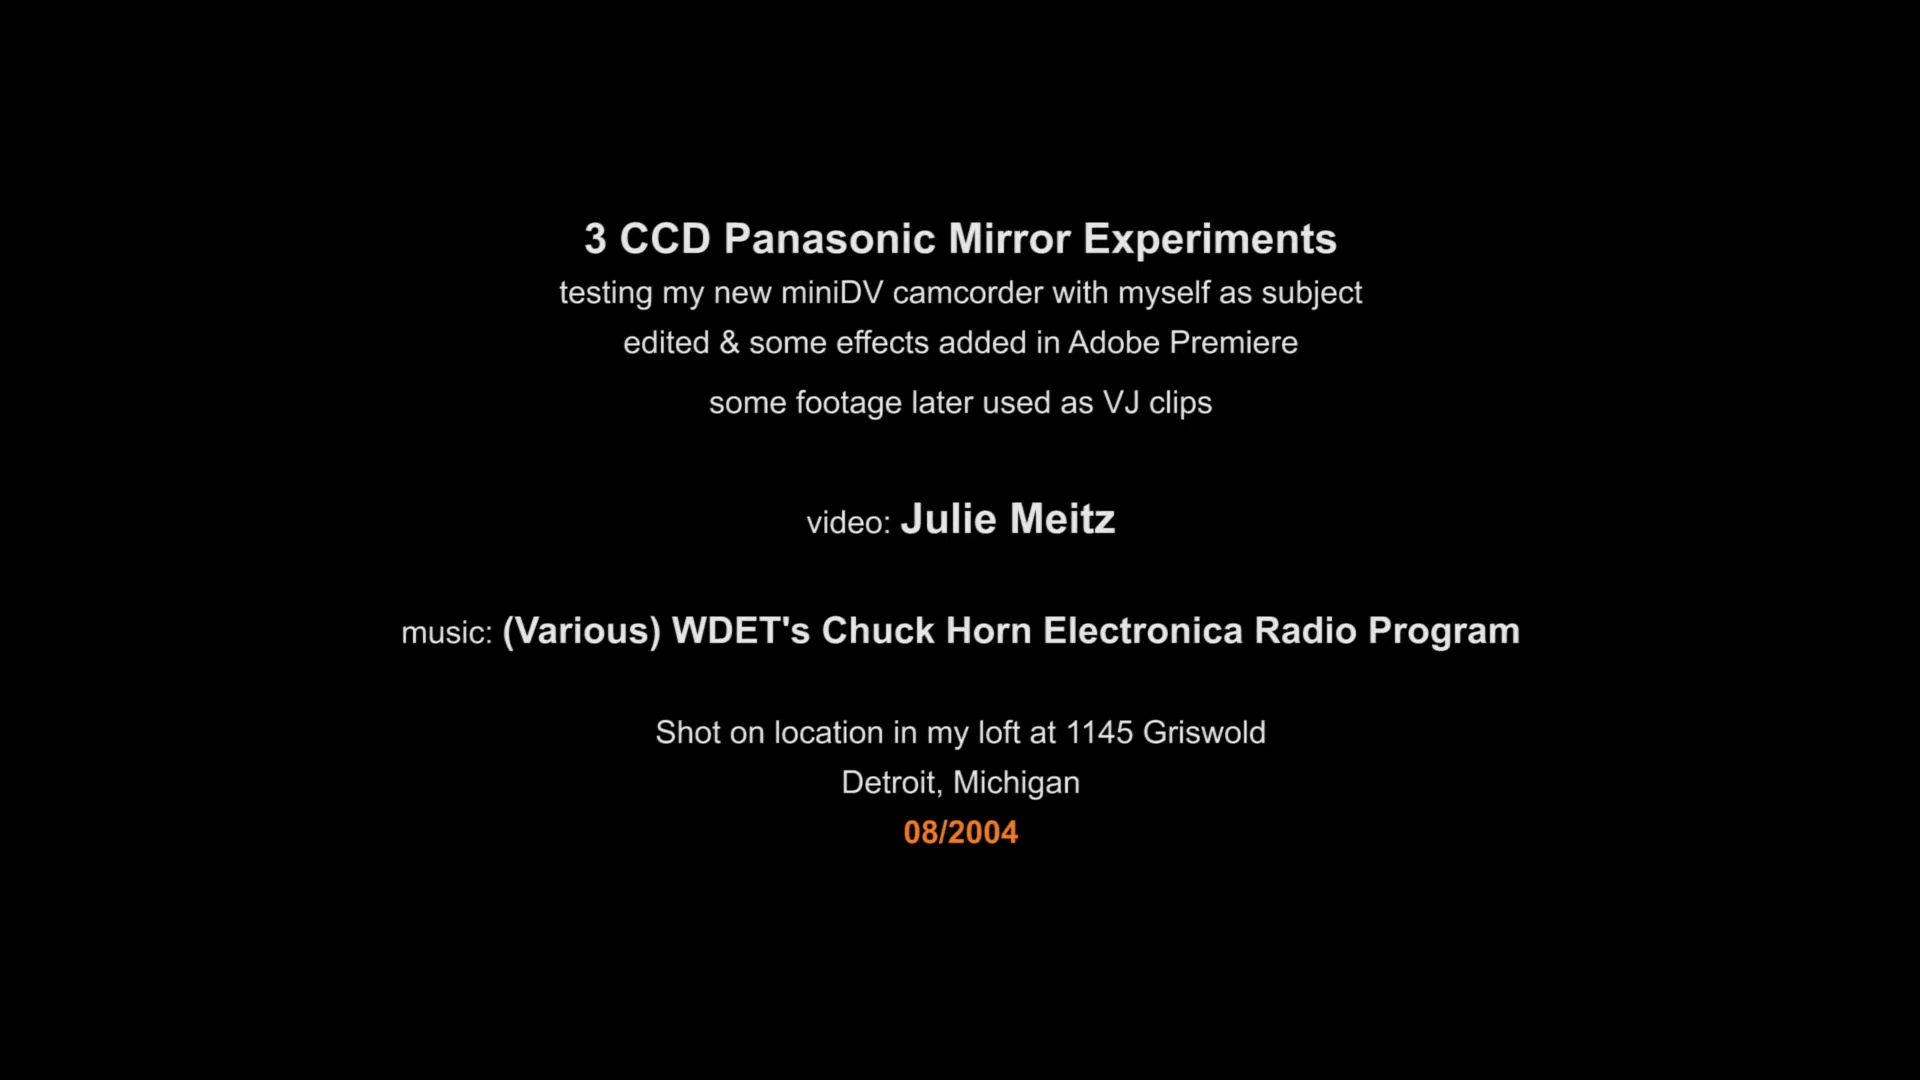 3 CCD Panasonic Mirror Experiments
testing my new miniDV camcorder with myself as subject
edited & some effects added in Adobe Premiere
some footage later used as VJ clips
video: Julie Meitz
music: (Various) WDET's Chuck Horn Electronica Radio Program
Shot on location in my loft at 1145 Griswold
Detroit, Michigan
08/2004